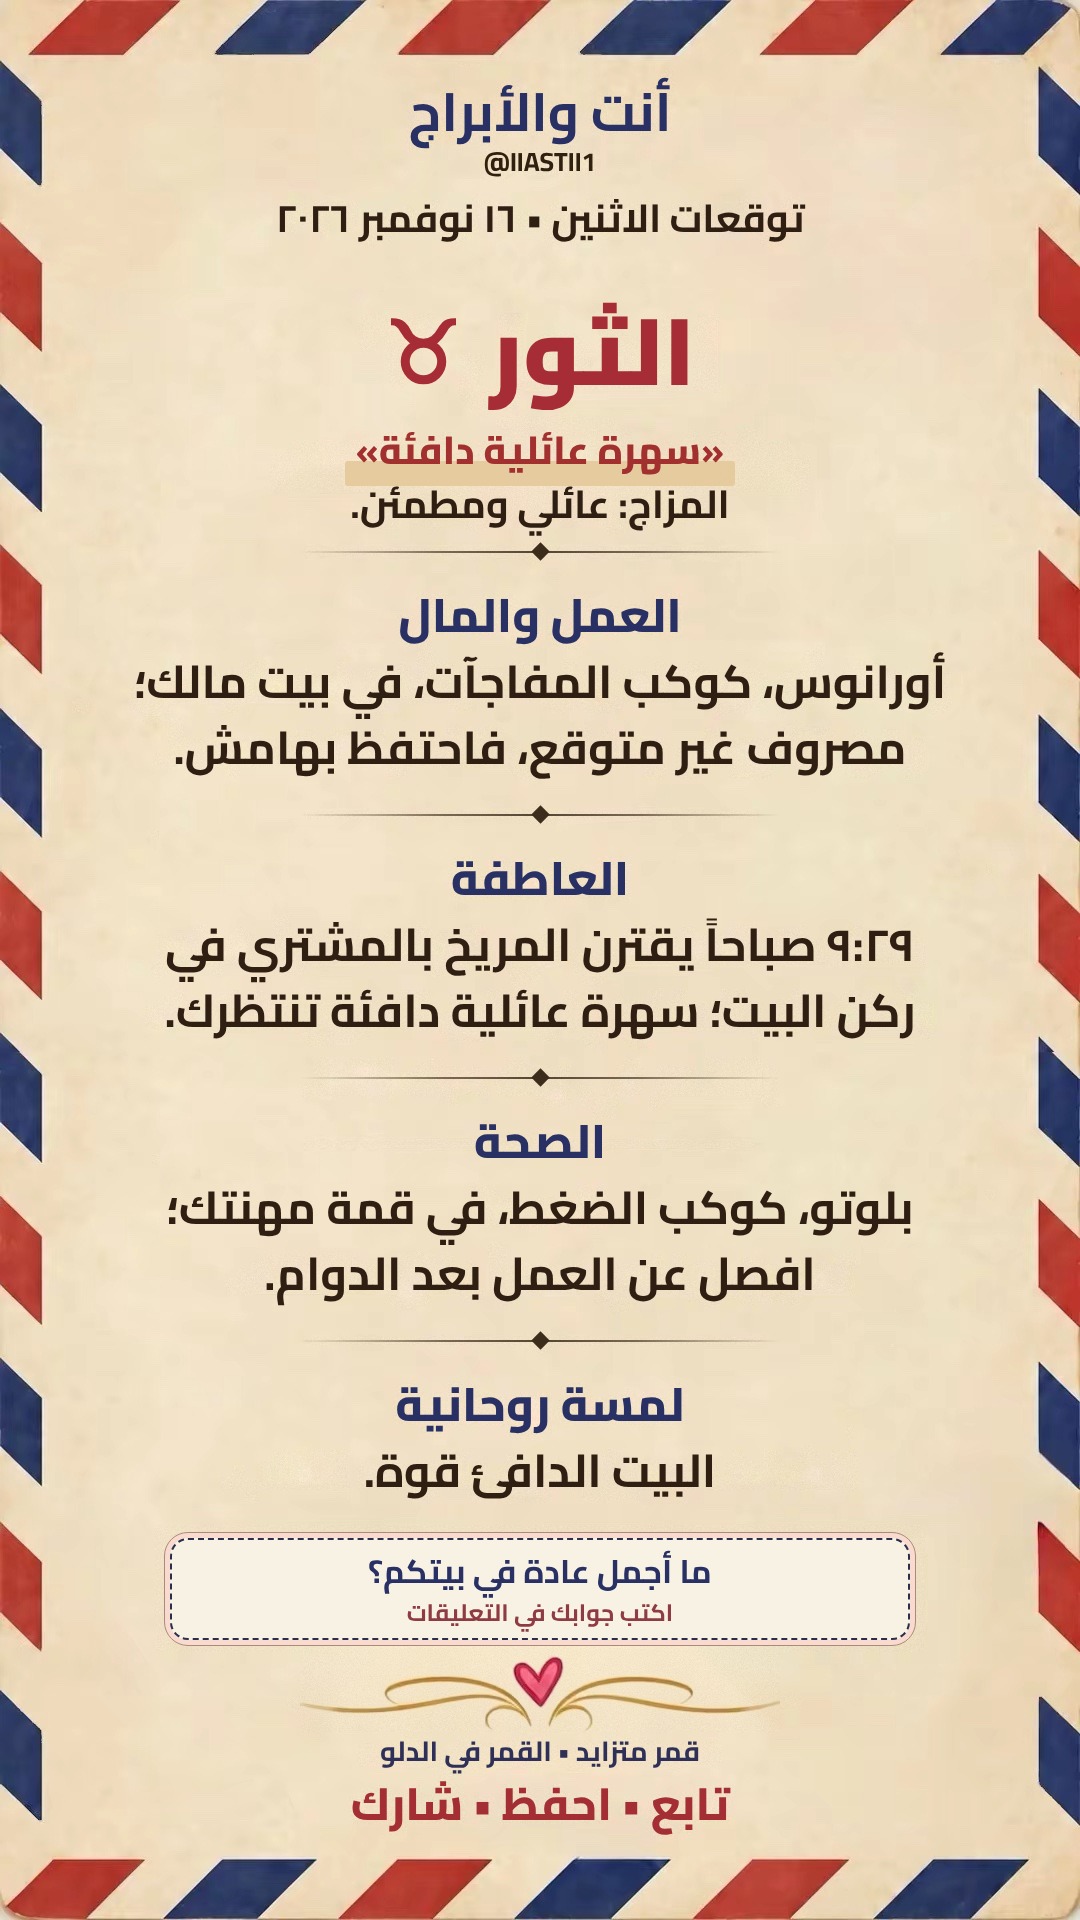 أنت والأبراج
@IIASTII1
توقعات الاثنين ▪ ١٦ نوفمبر ٢٠٢٦
الثور ♉
«سهرة عائلية دافئة»
المزاج: عائلي ومطمئن.
العمل والمال
أورانوس، كوكب المفاجآت، في بيت مالك؛
مصروف غير متوقع، فاحتفظ بهامش.
العاطفة
٩:٢٩ صباحاً يقترن المريخ بالمشتري في
ركن البيت؛ سهرة عائلية دافئة تنتظرك.
الصحة
بلوتو، كوكب الضغط، في قمة مهنتك؛
افصل عن العمل بعد الدوام.
لمسة روحانية
البيت الدافئ قوة.
ما أجمل عادة في بيتكم؟
اكتب جوابك في التعليقات
قمر متزايد ▪ القمر في الدلو
تابع ▪ احفظ ▪ شارك